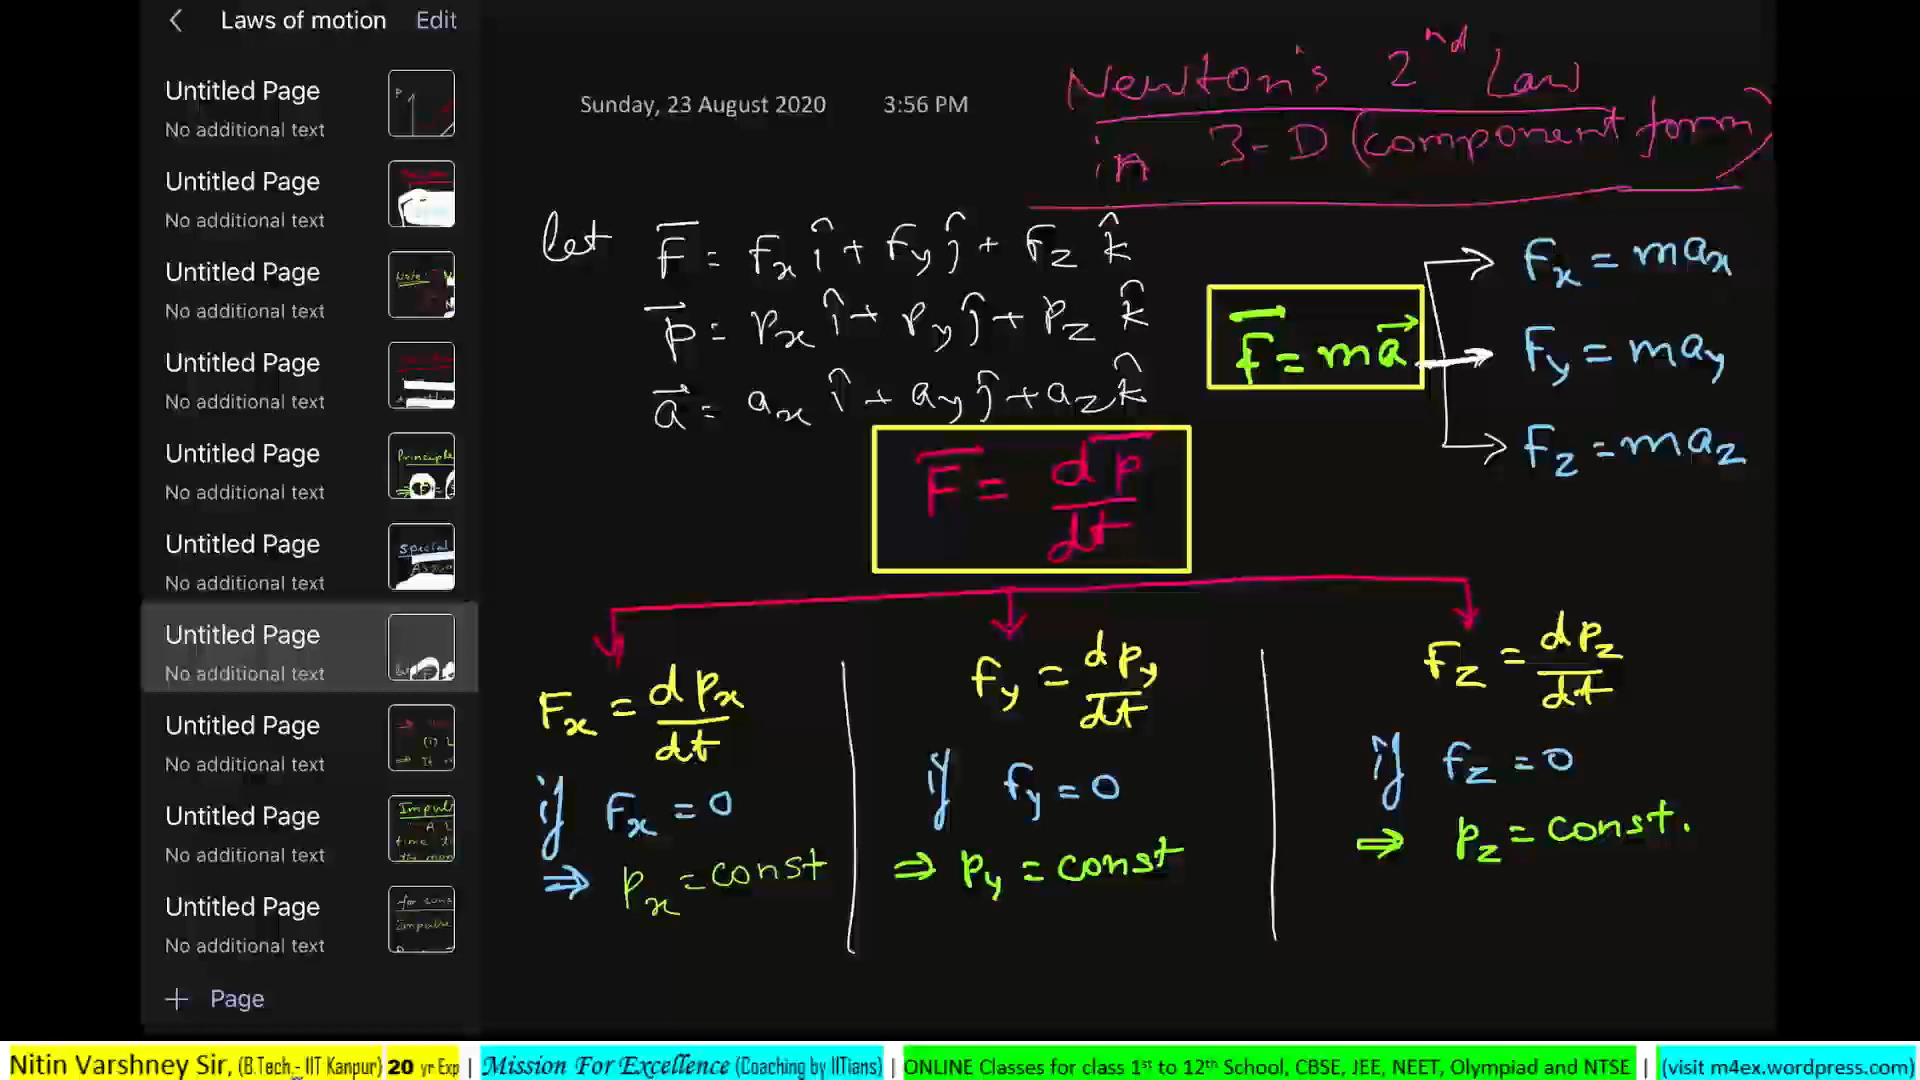 Laws of motion Edit
Untitled Page
No additional text
Untitled Page
No additional text
Untitled Page
No additional text
Untitled Page
No additional text
Untitled Page
No additional text
Untitled Page
No additional text
Untitled Page
No additional text
Untitled Page
No additional text
Untitled Page
No additional text
Untitled Page
No additional text
+ Page
Sunday, 23 August 2020 3:56 PM
Newton's 2nd Law
in 3-D (component form)
let F⃗ = Fx î + Fy ĵ + Fz k̂
p⃗ = px î + py ĵ + pz k̂
a⃗ = ax î + ay ĵ + az k̂
F⃗ = ma⃗
Fx = max
Fy = may
Fz = maz
F⃗ = dp⃗/dt
Fx = dpx/dt
if Fx = 0
⇒ px = const
Fy = dpy/dt
if Fy = 0
⇒ py = const
Fz = dpz/dt
if Fz = 0
⇒ pz = const.
Nitin Varshney Sir, (B.Tech.- IIT Kanpur) 20 yr Exp | Mission For Excellence (Coaching by IITians) | ONLINE Classes for class 1st to 12th School, CBSE, JEE, NEET, Olympiad and NTSE | (visit m4ex.wordpress.com)